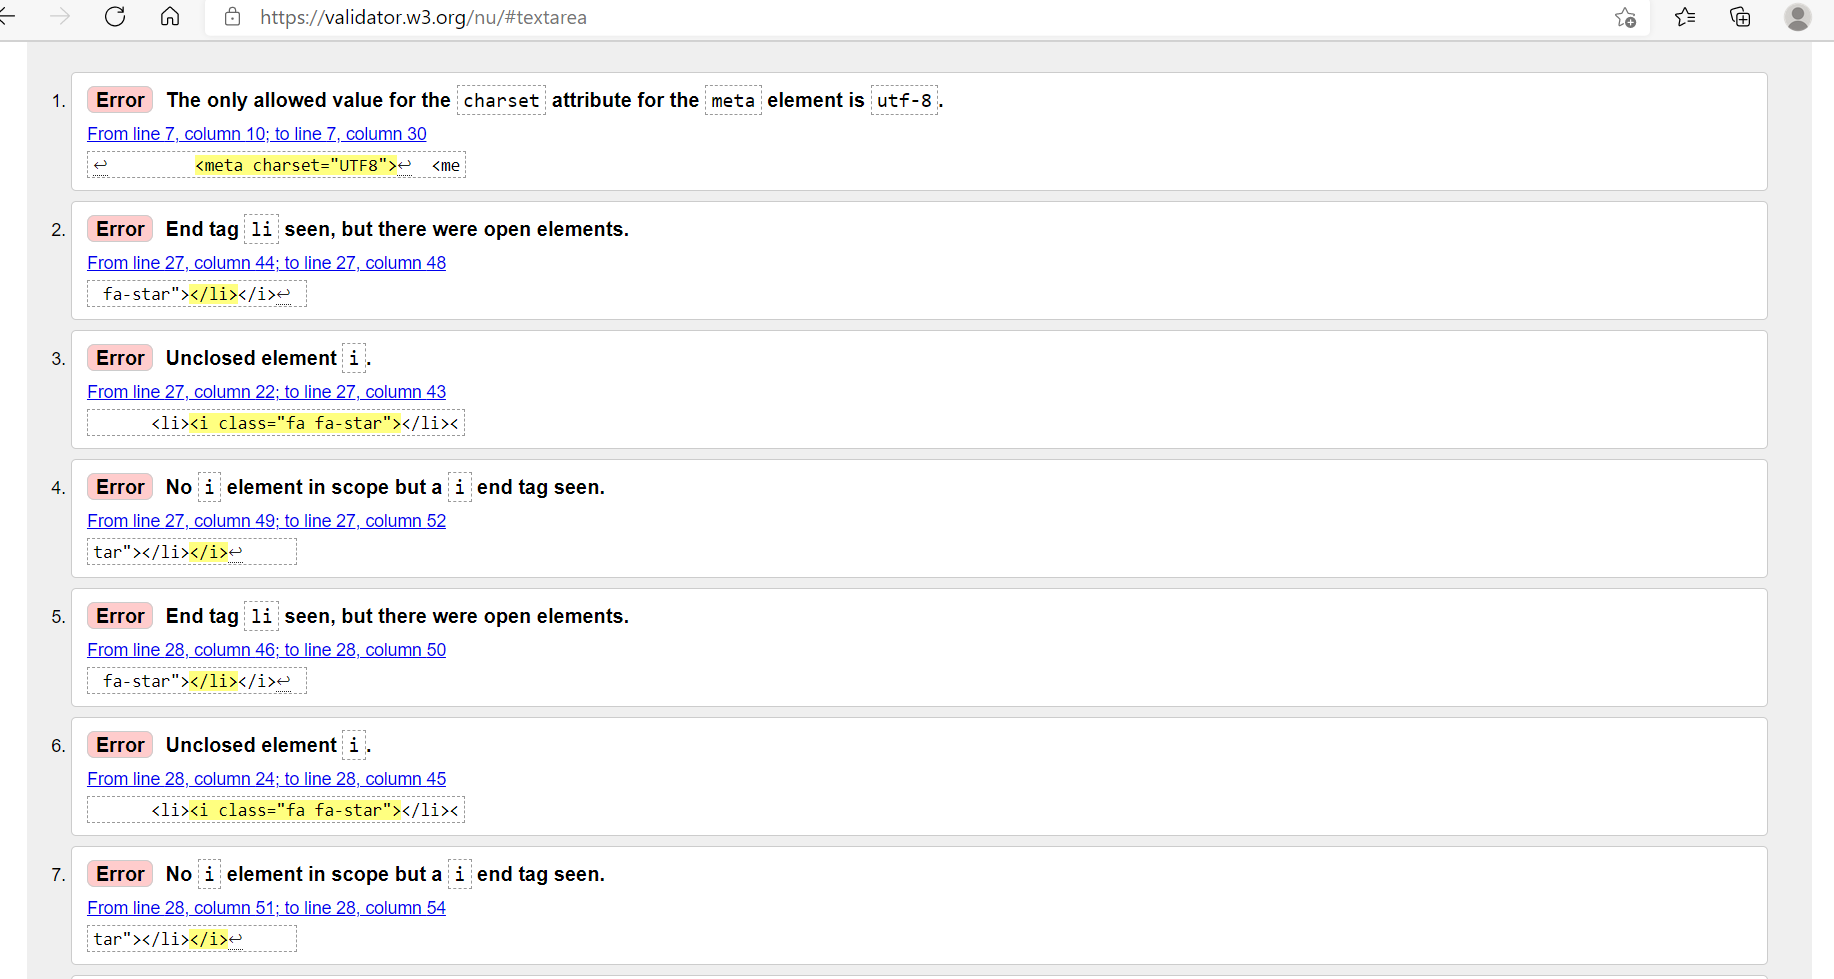 https://validator.w3.org/nu/#textarea
1. Error The only allowed value for the charset attribute for the meta element is utf-8.
From line 7, column 10; to line 7, column 30
↩ <meta charset="UTF8">↩ <me
2. Error End tag li seen, but there were open elements.
From line 27, column 44; to line 27, column 48
fa-star"></li></i>↩
3. Error Unclosed element i.
From line 27, column 22; to line 27, column 43
<li><i class="fa fa-star"></li><
4. Error No i element in scope but a i end tag seen.
From line 27, column 49; to line 27, column 52
tar"></li></i>↩
5. Error End tag li seen, but there were open elements.
From line 28, column 46; to line 28, column 50
fa-star"></li></i>↩
6. Error Unclosed element i.
From line 28, column 24; to line 28, column 45
<li><i class="fa fa-star"></li><
7. Error No i element in scope but a i end tag seen.
From line 28, column 51; to line 28, column 54
tar"></li></i>↩